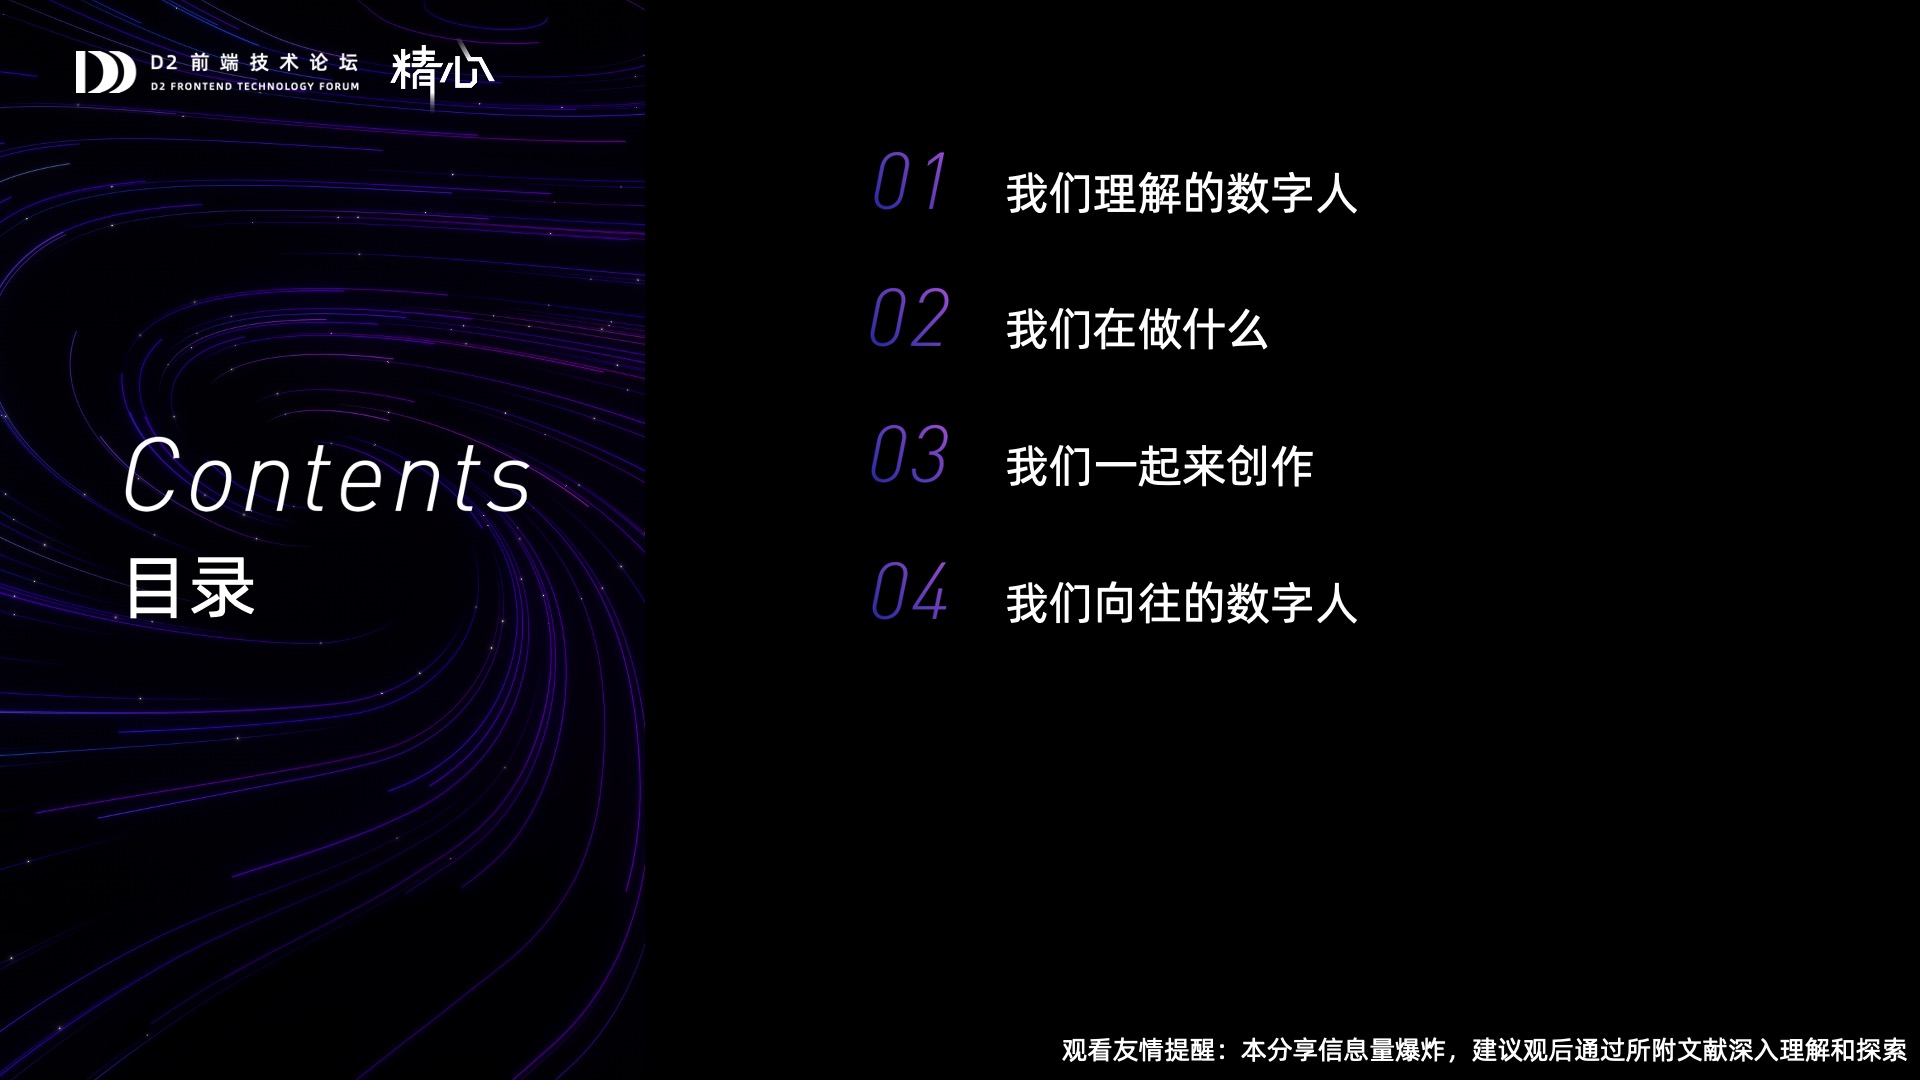 D2 前端技术论坛
D2 FRONTEND TECHNOLOGY FORUM
精心
Contents
目录
01 我们理解的数字人
02 我们在做什么
03 我们一起来创作
04 我们向往的数字人
观看友情提醒：本分享信息量爆炸，建议观后通过所附文献深入理解和探索